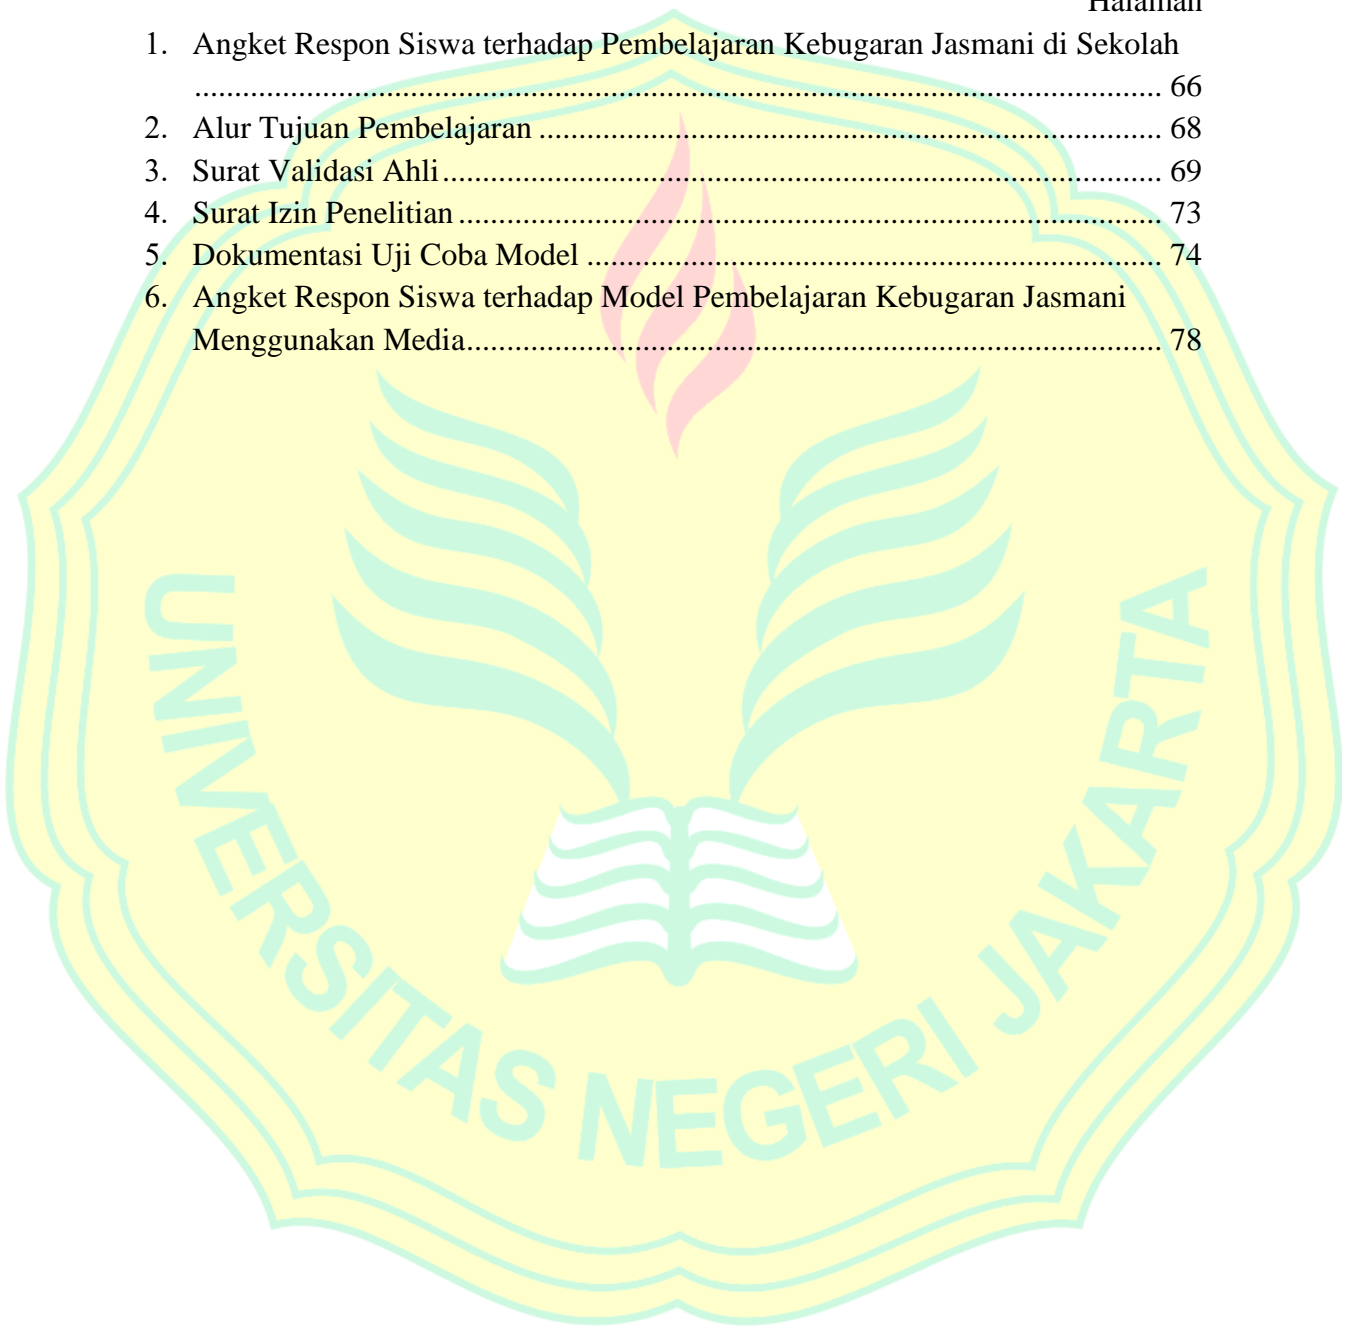 Halaman
1. Angket Respon Siswa terhadap Pembelajaran Kebugaran Jasmani di Sekolah
......................................................................................................................... 66
2. Alur Tujuan Pembelajaran .............................................................................. 68
3. Surat Validasi Ahli.......................................................................................... 69
4. Surat Izin Penelitian ........................................................................................ 73
5. Dokumentasi Uji Coba Model ........................................................................ 74
6. Angket Respon Siswa terhadap Model Pembelajaran Kebugaran Jasmani
Menggunakan Media....................................................................................... 78
UNIVERSITAS NEGERI JAKARTA